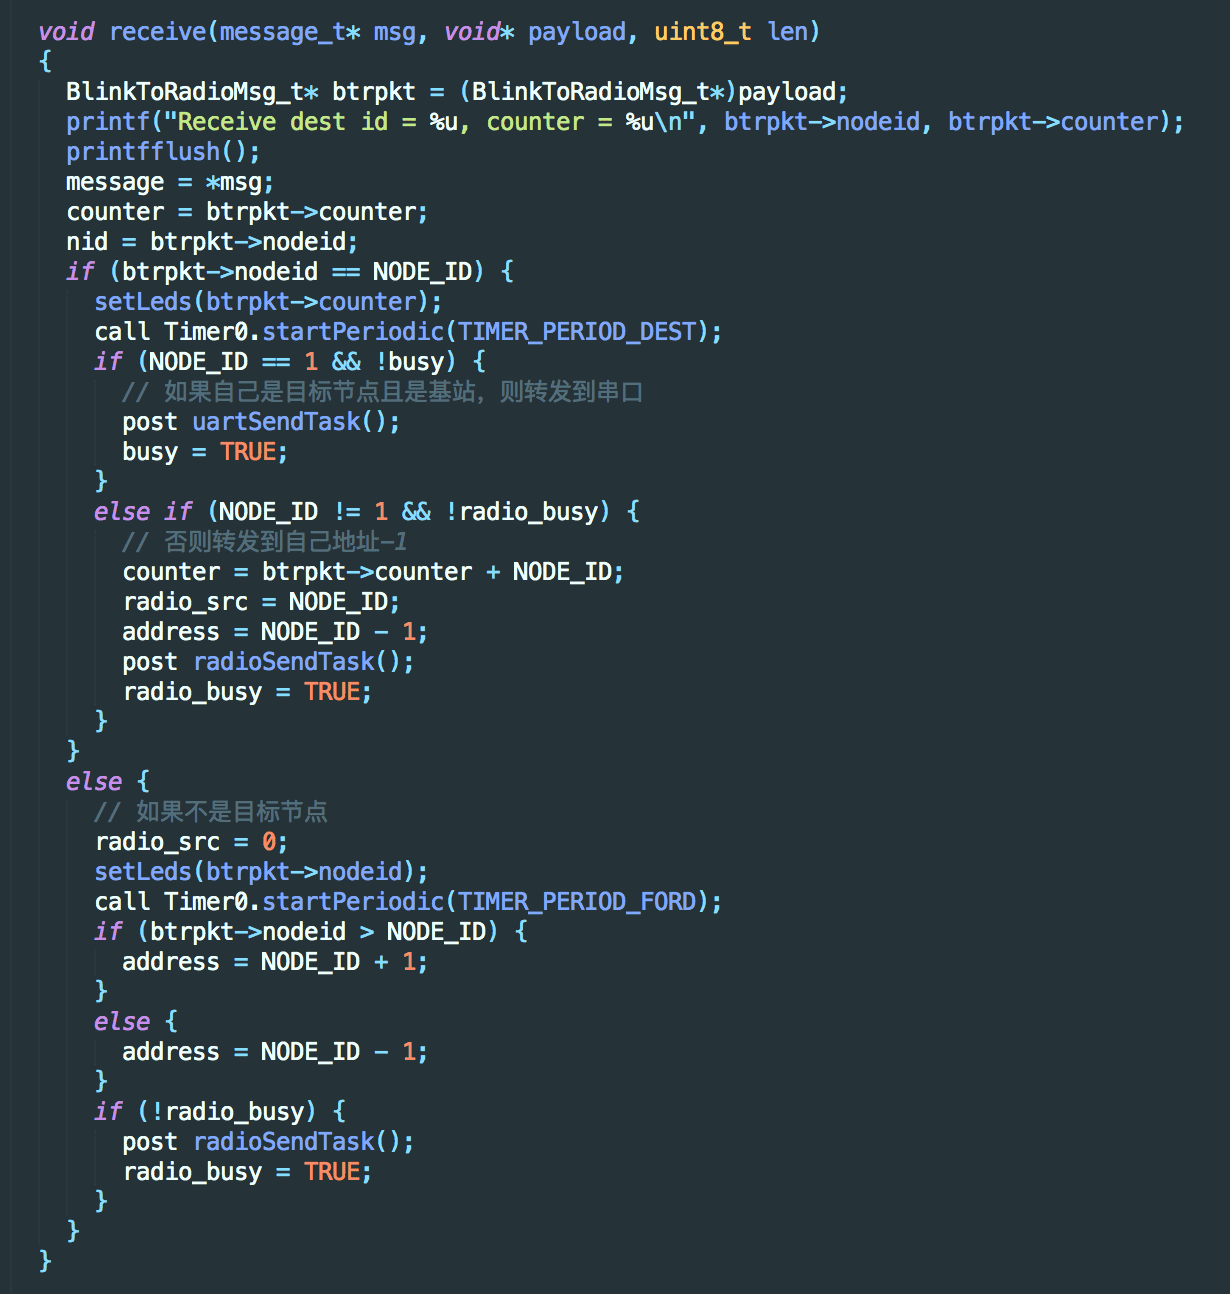 void receive(message_t* msg, void* payload, uint8_t len)
{
  BlinkToRadioMsg_t* btrpkt = (BlinkToRadioMsg_t*)payload;
  printf("Receive dest id = %u, counter = %u\n", btrpkt->nodeid, btrpkt->counter);
  printfflush();
  message = *msg;
  counter = btrpkt->counter;
  nid = btrpkt->nodeid;
  if (btrpkt->nodeid == NODE_ID) {
    setLeds(btrpkt->counter);
    call Timer0.startPeriodic(TIMER_PERIOD_DEST);
    if (NODE_ID == 1 && !busy) {
      // 如果自己是目标节点且是基站，则转发到串口
      post uartSendTask();
      busy = TRUE;
    }
    else if (NODE_ID != 1 && !radio_busy) {
      // 否则转发到自己地址-1
      counter = btrpkt->counter + NODE_ID;
      radio_src = NODE_ID;
      address = NODE_ID - 1;
      post radioSendTask();
      radio_busy = TRUE;
    }
  }
  else {
    // 如果不是目标节点
    radio_src = 0;
    setLeds(btrpkt->nodeid);
    call Timer0.startPeriodic(TIMER_PERIOD_FORD);
    if (btrpkt->nodeid > NODE_ID) {
      address = NODE_ID + 1;
    }
    else {
      address = NODE_ID - 1;
    }
    if (!radio_busy) {
      post radioSendTask();
      radio_busy = TRUE;
    }
  }
}